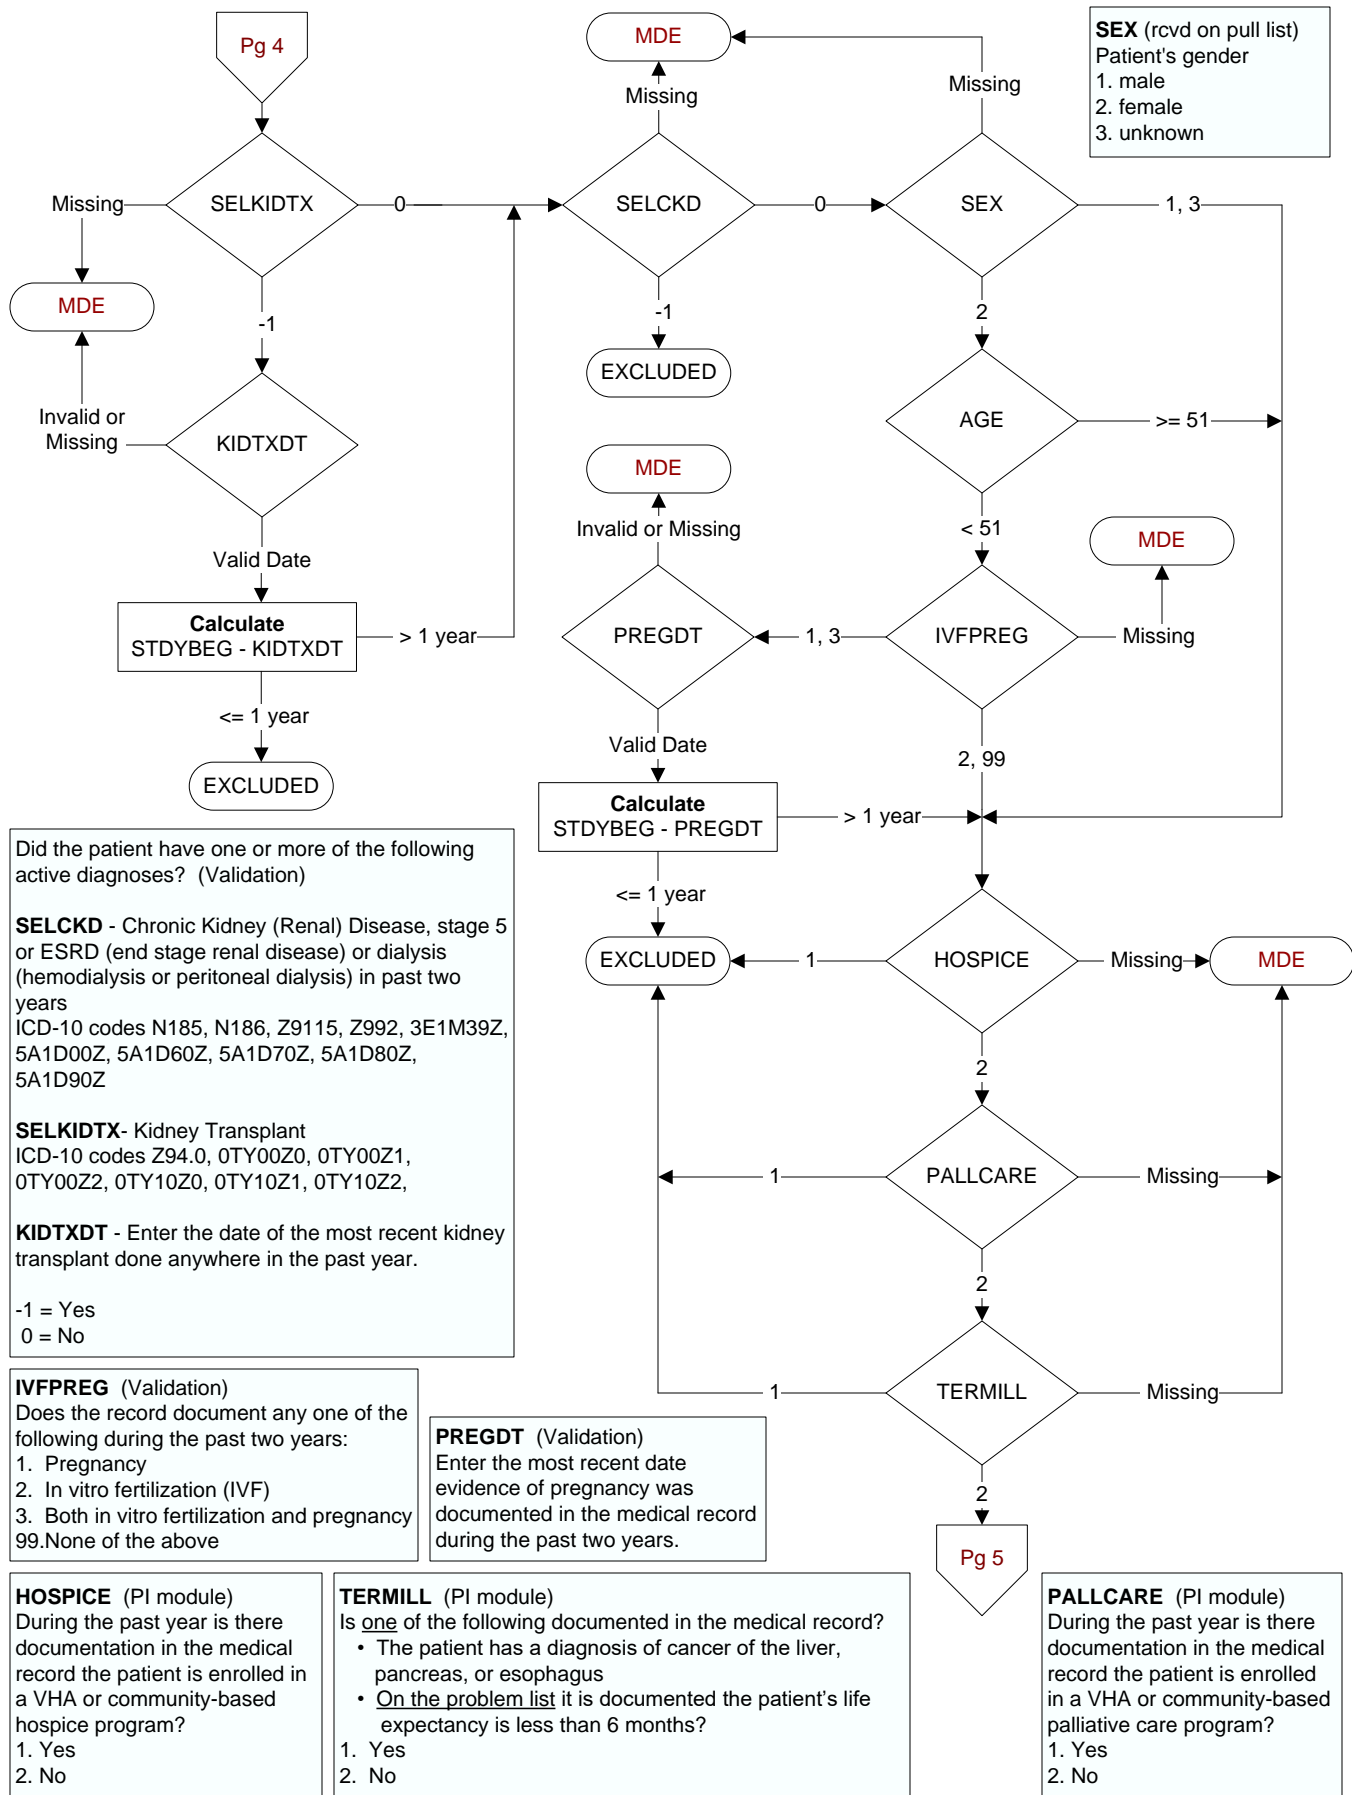 Pg 4
MDE
SEX (rcvd on pull list)
Patient's gender
1. male
2. female
3. unknown
Missing
Missing
Missing
SELKIDTX
0
SELCKD
0
SEX
1, 3
MDE
-1
-1
2
EXCLUDED
Invalid or
Missing
KIDTXDT
AGE
>= 51
MDE
Invalid or Missing
< 51
MDE
Valid Date
Calculate
STDYBEG - KIDTXDT
> 1 year
PREGDT
1, 3
IVFPREG
Missing
<= 1 year
Valid Date
2, 99
EXCLUDED
Calculate
STDYBEG - PREGDT
> 1 year
<= 1 year
Did the patient have one or more of the following
active diagnoses?  (Validation)
SELCKD - Chronic Kidney (Renal) Disease, stage 5
or ESRD (end stage renal disease) or dialysis
(hemodialysis or peritoneal dialysis) in past two
years
ICD-10 codes N185, N186, Z9115, Z992, 3E1M39Z,
5A1D00Z, 5A1D60Z, 5A1D70Z, 5A1D80Z,
5A1D90Z
SELKIDTX- Kidney Transplant
ICD-10 codes Z94.0, 0TY00Z0, 0TY00Z1,
0TY00Z2, 0TY10Z0, 0TY10Z1, 0TY10Z2,
KIDTXDT - Enter the date of the most recent kidney
transplant done anywhere in the past year.
-1 = Yes
0 = No
EXCLUDED
1
HOSPICE
Missing
MDE
2
1
PALLCARE
Missing
2
1
TERMILL
Missing
2
Pg 5
IVFPREG  (Validation)
Does the record document any one of the
following during the past two years:
1.  Pregnancy
2.  In vitro fertilization (IVF)
3.  Both in vitro fertilization and pregnancy
99.None of the above
PREGDT  (Validation)
Enter the most recent date
evidence of pregnancy was
documented in the medical record
during the past two years.
HOSPICE  (PI module)
During the past year is there
documentation in the medical
record the patient is enrolled in
a VHA or community-based
hospice program?
1. Yes
2. No
TERMILL  (PI module)
Is one of the following documented in the medical record?
• The patient has a diagnosis of cancer of the liver,
pancreas, or esophagus
• On the problem list it is documented the patient’s life
expectancy is less than 6 months?
1.  Yes
2.  No
PALLCARE  (PI module)
During the past year is there
documentation in the medical
record the patient is enrolled
in a VHA or community-based
palliative care program?
1. Yes
2. No